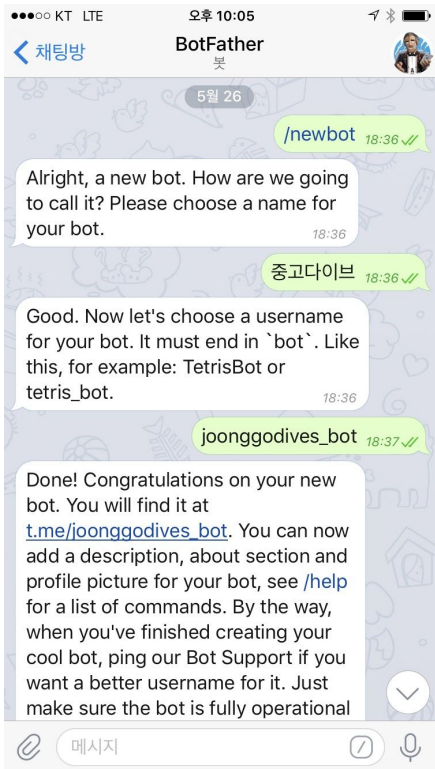 KT LTE 오후 10:05
채팅방 BotFather
봇
5월 26
/newbot 18:36
Alright, a new bot. How are we going
to call it? Please choose a name for
your bot. 18:36
중고다이브 18:36
Good. Now let's choose a username
for your bot. It must end in `bot`. Like
this, for example: TetrisBot or
tetris_bot. 18:36
joonggodives_bot 18:37
Done! Congratulations on your new
bot. You will find it at
t.me/joonggodives_bot. You can now
add a description, about section and
profile picture for your bot, see /help
for a list of commands. By the way,
when you've finished creating your
cool bot, ping our Bot Support if you
want a better username for it. Just
make sure the bot is fully operational
메시지